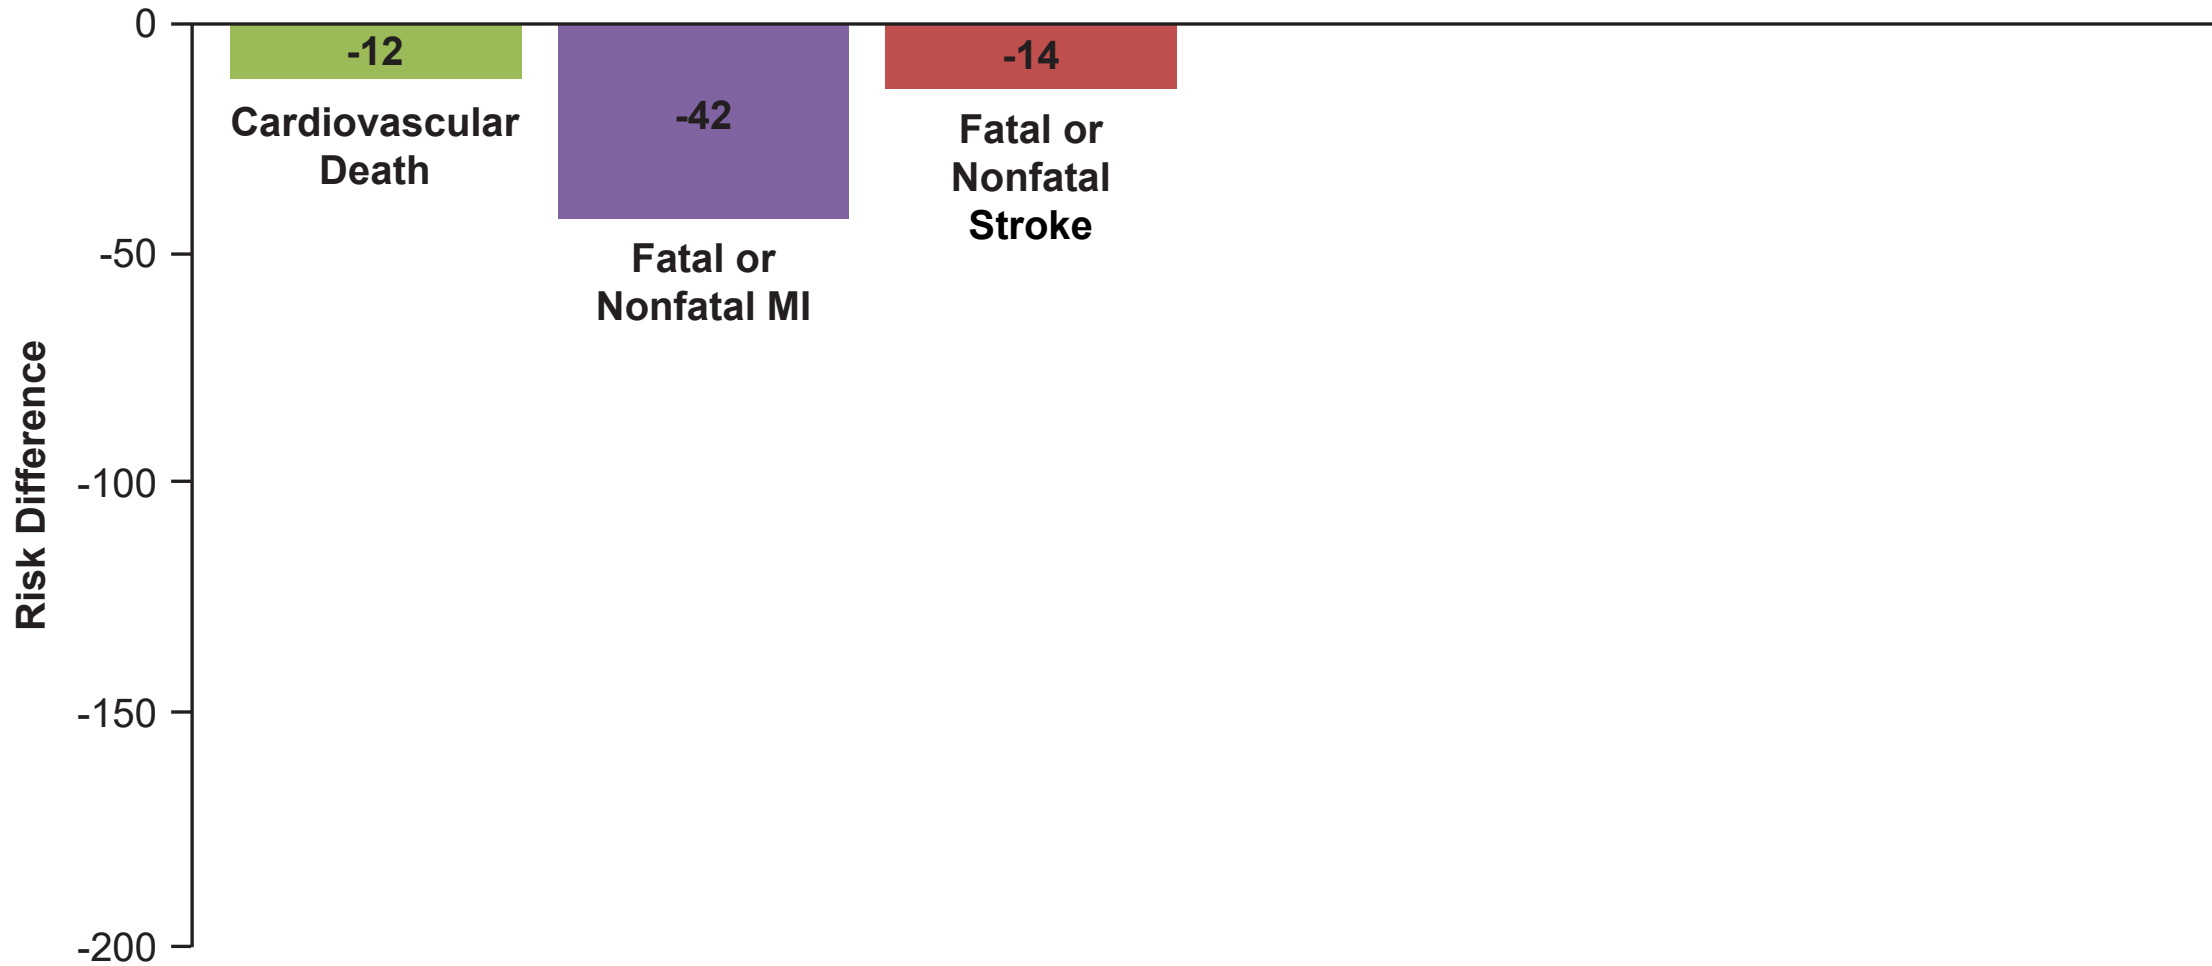 0
-50
-100
-150
-200
Risk Difference
-12
Cardiovascular
Death
-42
Fatal or
Nonfatal MI
-14
Fatal or
Nonfatal
Stroke